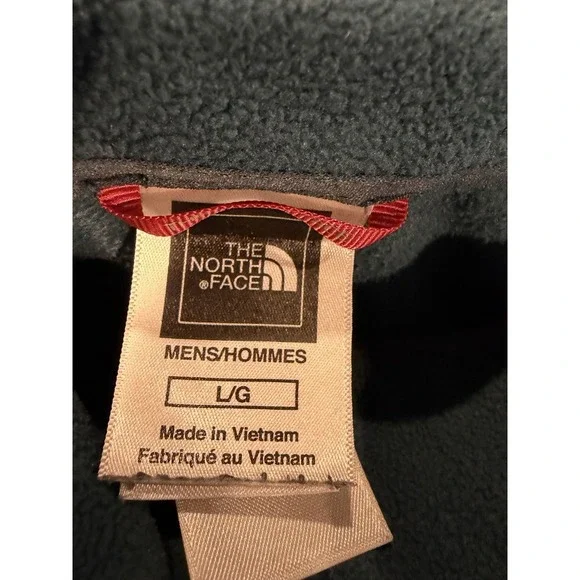 THE
NORTH
®FACE
MENS/HOMMES
L/G
Made in Vietnam
Fabriqué au Vietnam